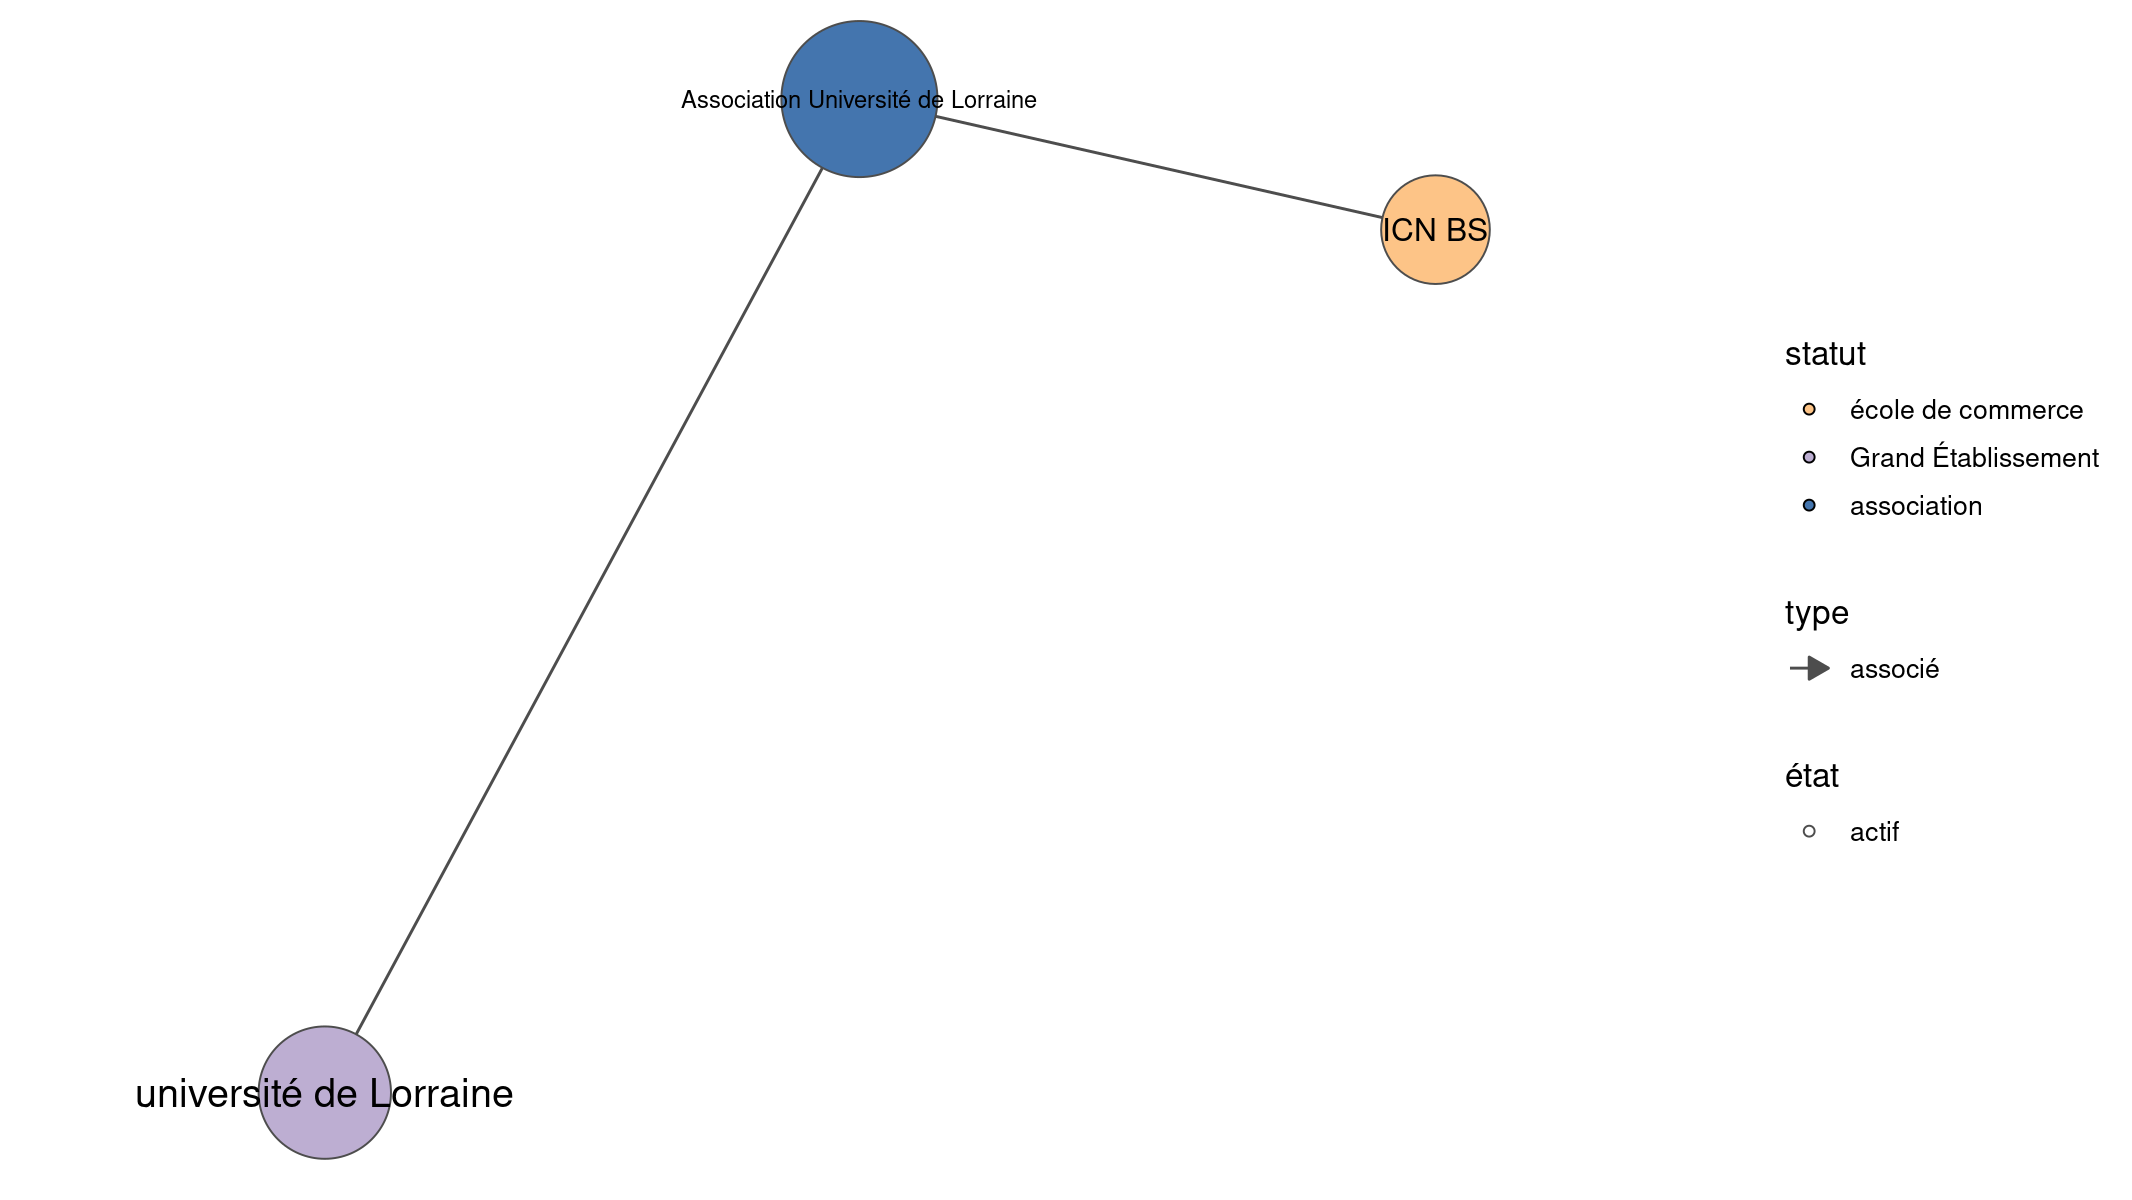 Association Université de Lorraine
ICN BS
université de Lorraine
statut
école de commerce
Grand Établissement
association
type
associé
état
actif